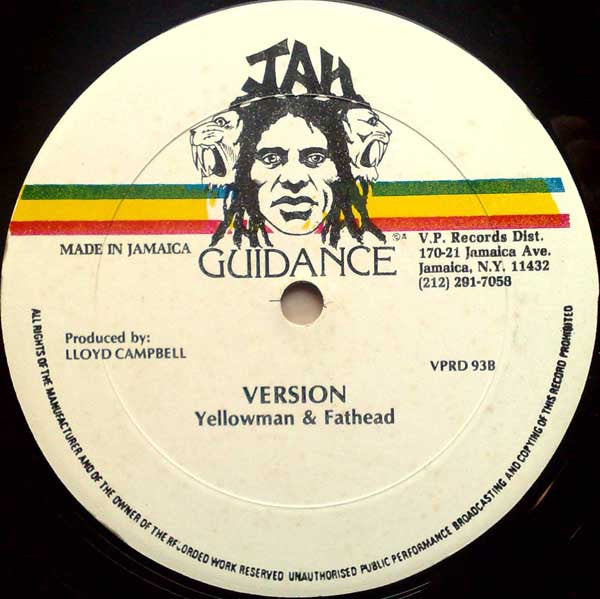 JAH
GUIDANCE
MADE IN JAMAICA
V.P. Records Dist.
170-21 Jamaica Ave.
Jamaica, N.Y. 11432
(212) 291-7058
Produced by:
LLOYD CAMPBELL
VPRD 93B
VERSION
Yellowman & Fathead
ALL RIGHTS OF THE MANUFACTURER AND OF THE OWNER OF THE RECORDED WORK RESERVED UNAUTHORISED PUBLIC PERFORMANCE BROADCASTING AND COPYING OF THIS RECORD PROHIBITED